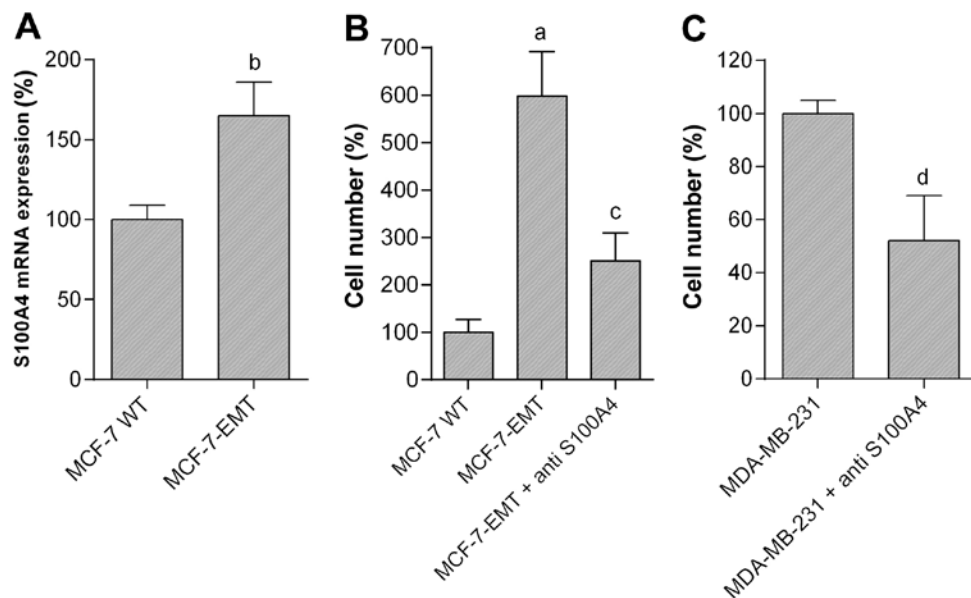 A
S100A4 mRNA expression (%)
200
150
100
50
0
b
MCF-7 WT
MCF-7-EMT
B
Cell number (%)
700
600
500
400
300
200
100
0
a
c
MCF-7 WT
MCF-7-EMT
MCF-7-EMT + anti S100A4
C
Cell number (%)
120
100
80
60
40
20
0
d
MDA-MB-231
MDA-MB-231 + anti S100A4